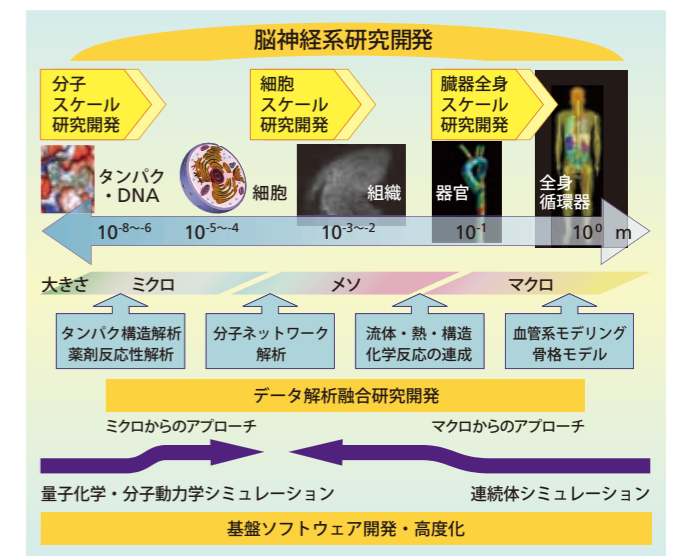 脳神経系研究開発
分子
スケール
研究開発
細胞
スケール
研究開発
臓器全身
スケール
研究開発
タンパク
・DNA
細胞
組織
器官
全身
循環器
10-8~-6
10-5~-4
10-3~-2
10-1
100 m
大きさ ミクロ メソ マクロ
タンパク構造解析
薬剤反応性解析
分子ネットワーク
解析
流体・熱・構造
化学反応の連成
血管系モデリング
骨格モデル
データ解析融合研究開発
ミクロからのアプローチ
マクロからのアプローチ
量子化学・分子動力学シミュレーション
連続体シミュレーション
基盤ソフトウェア開発・高度化